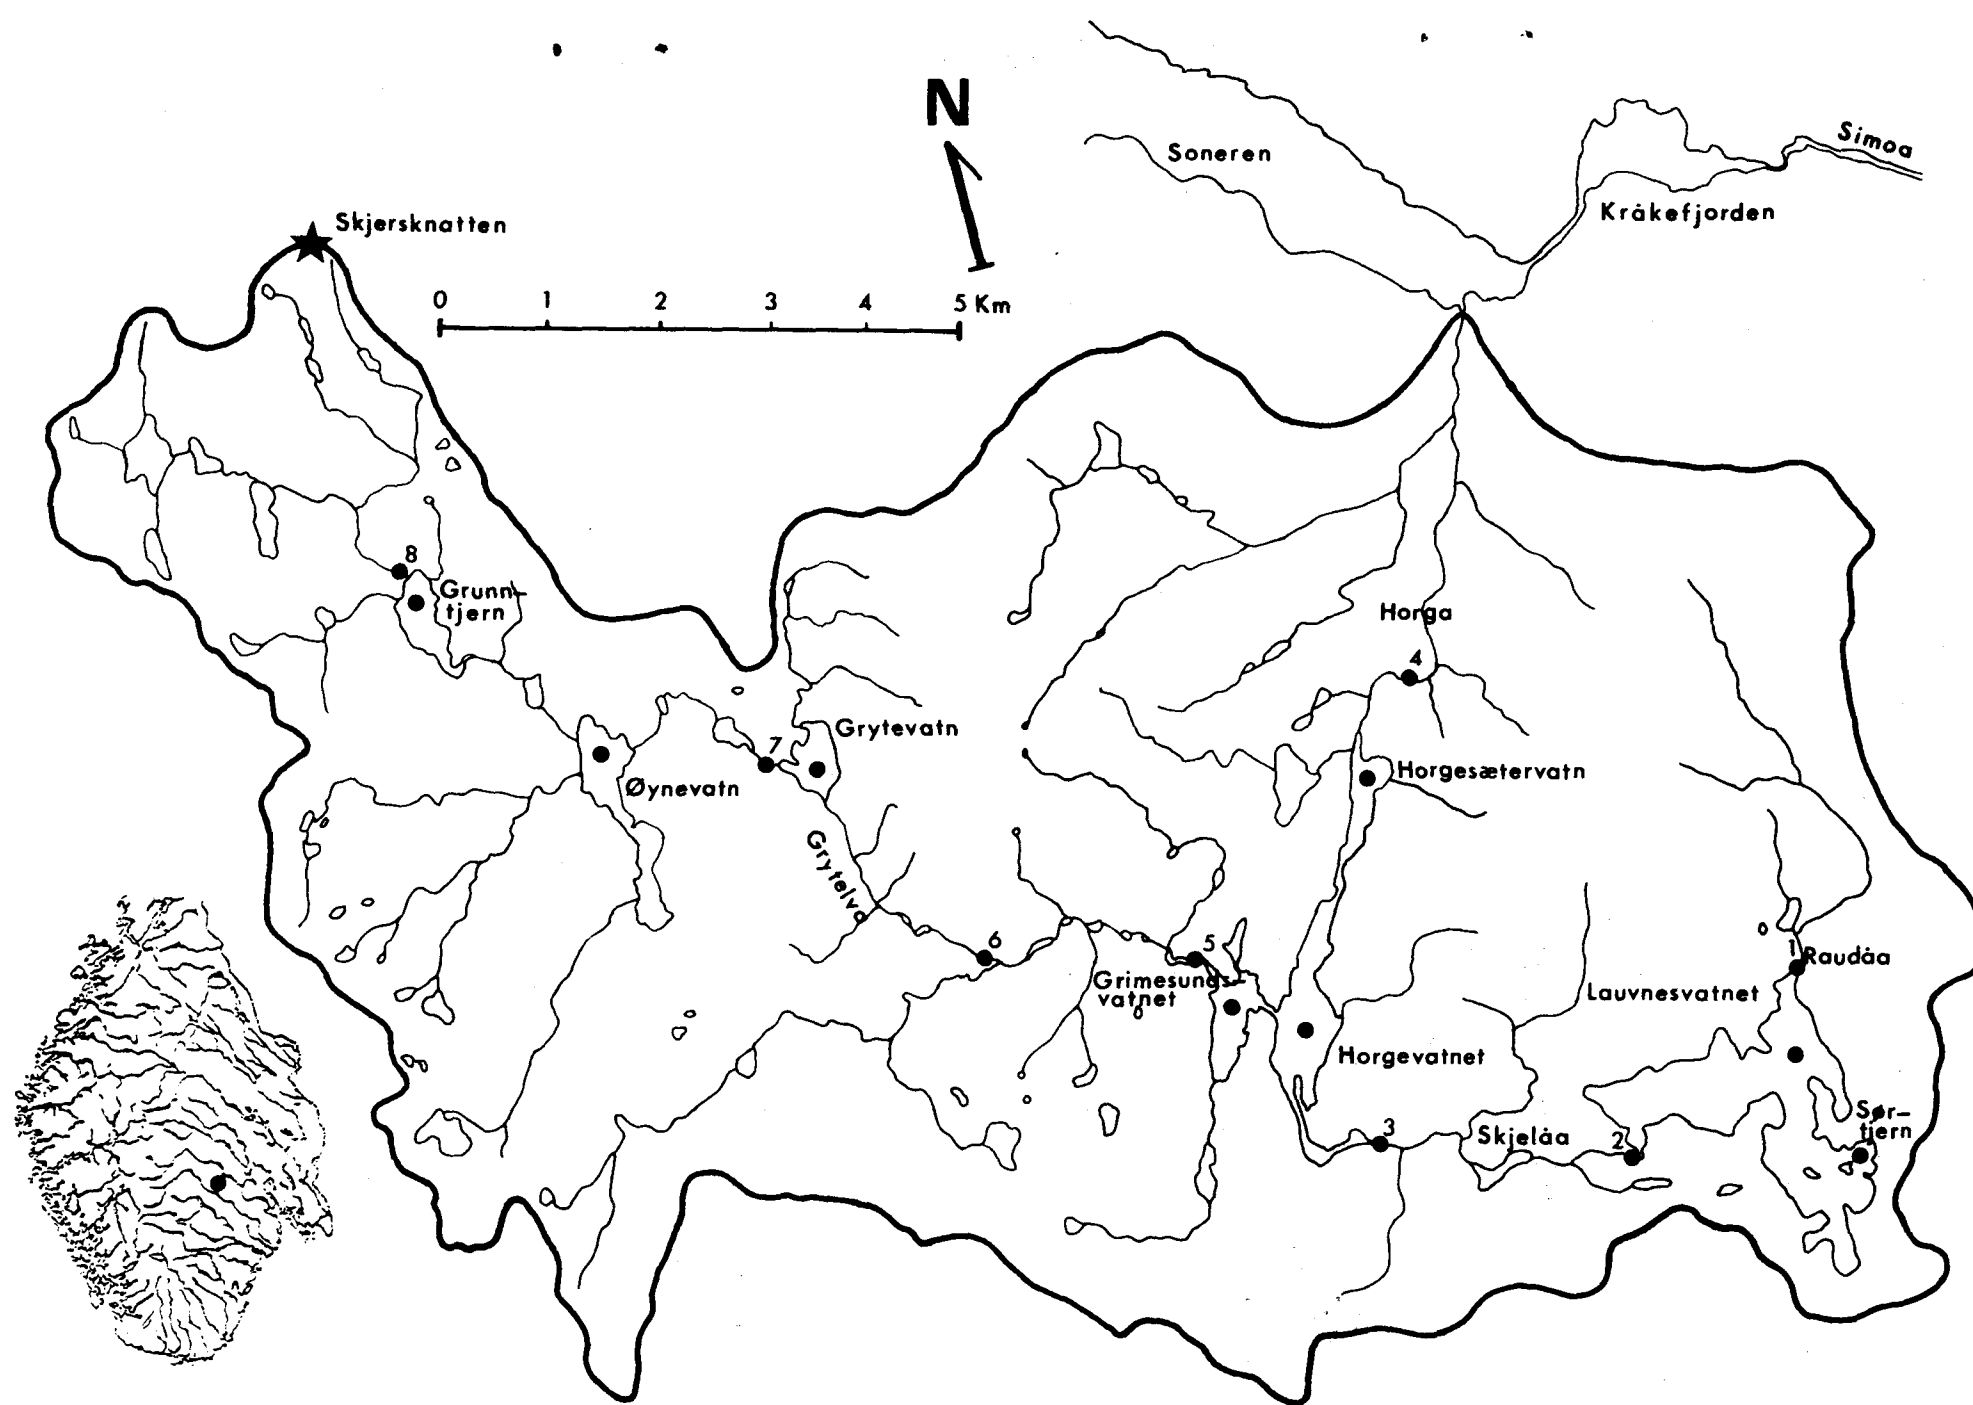 N
Simoa
Soneren
Kråkefjorden
Skjersknatten
0 1 2 3 4 5 Km
8
Grunn-
tjern
Horga
4
7
Grytevatn
Øynevatn
Horgesætervatn
Grytelva
6
5
Grimesunds-
vatnet
1
Raudåa
Lauvnesvatnet
Horgevatnet
3
Skjelåa
2
Sør-
tjern